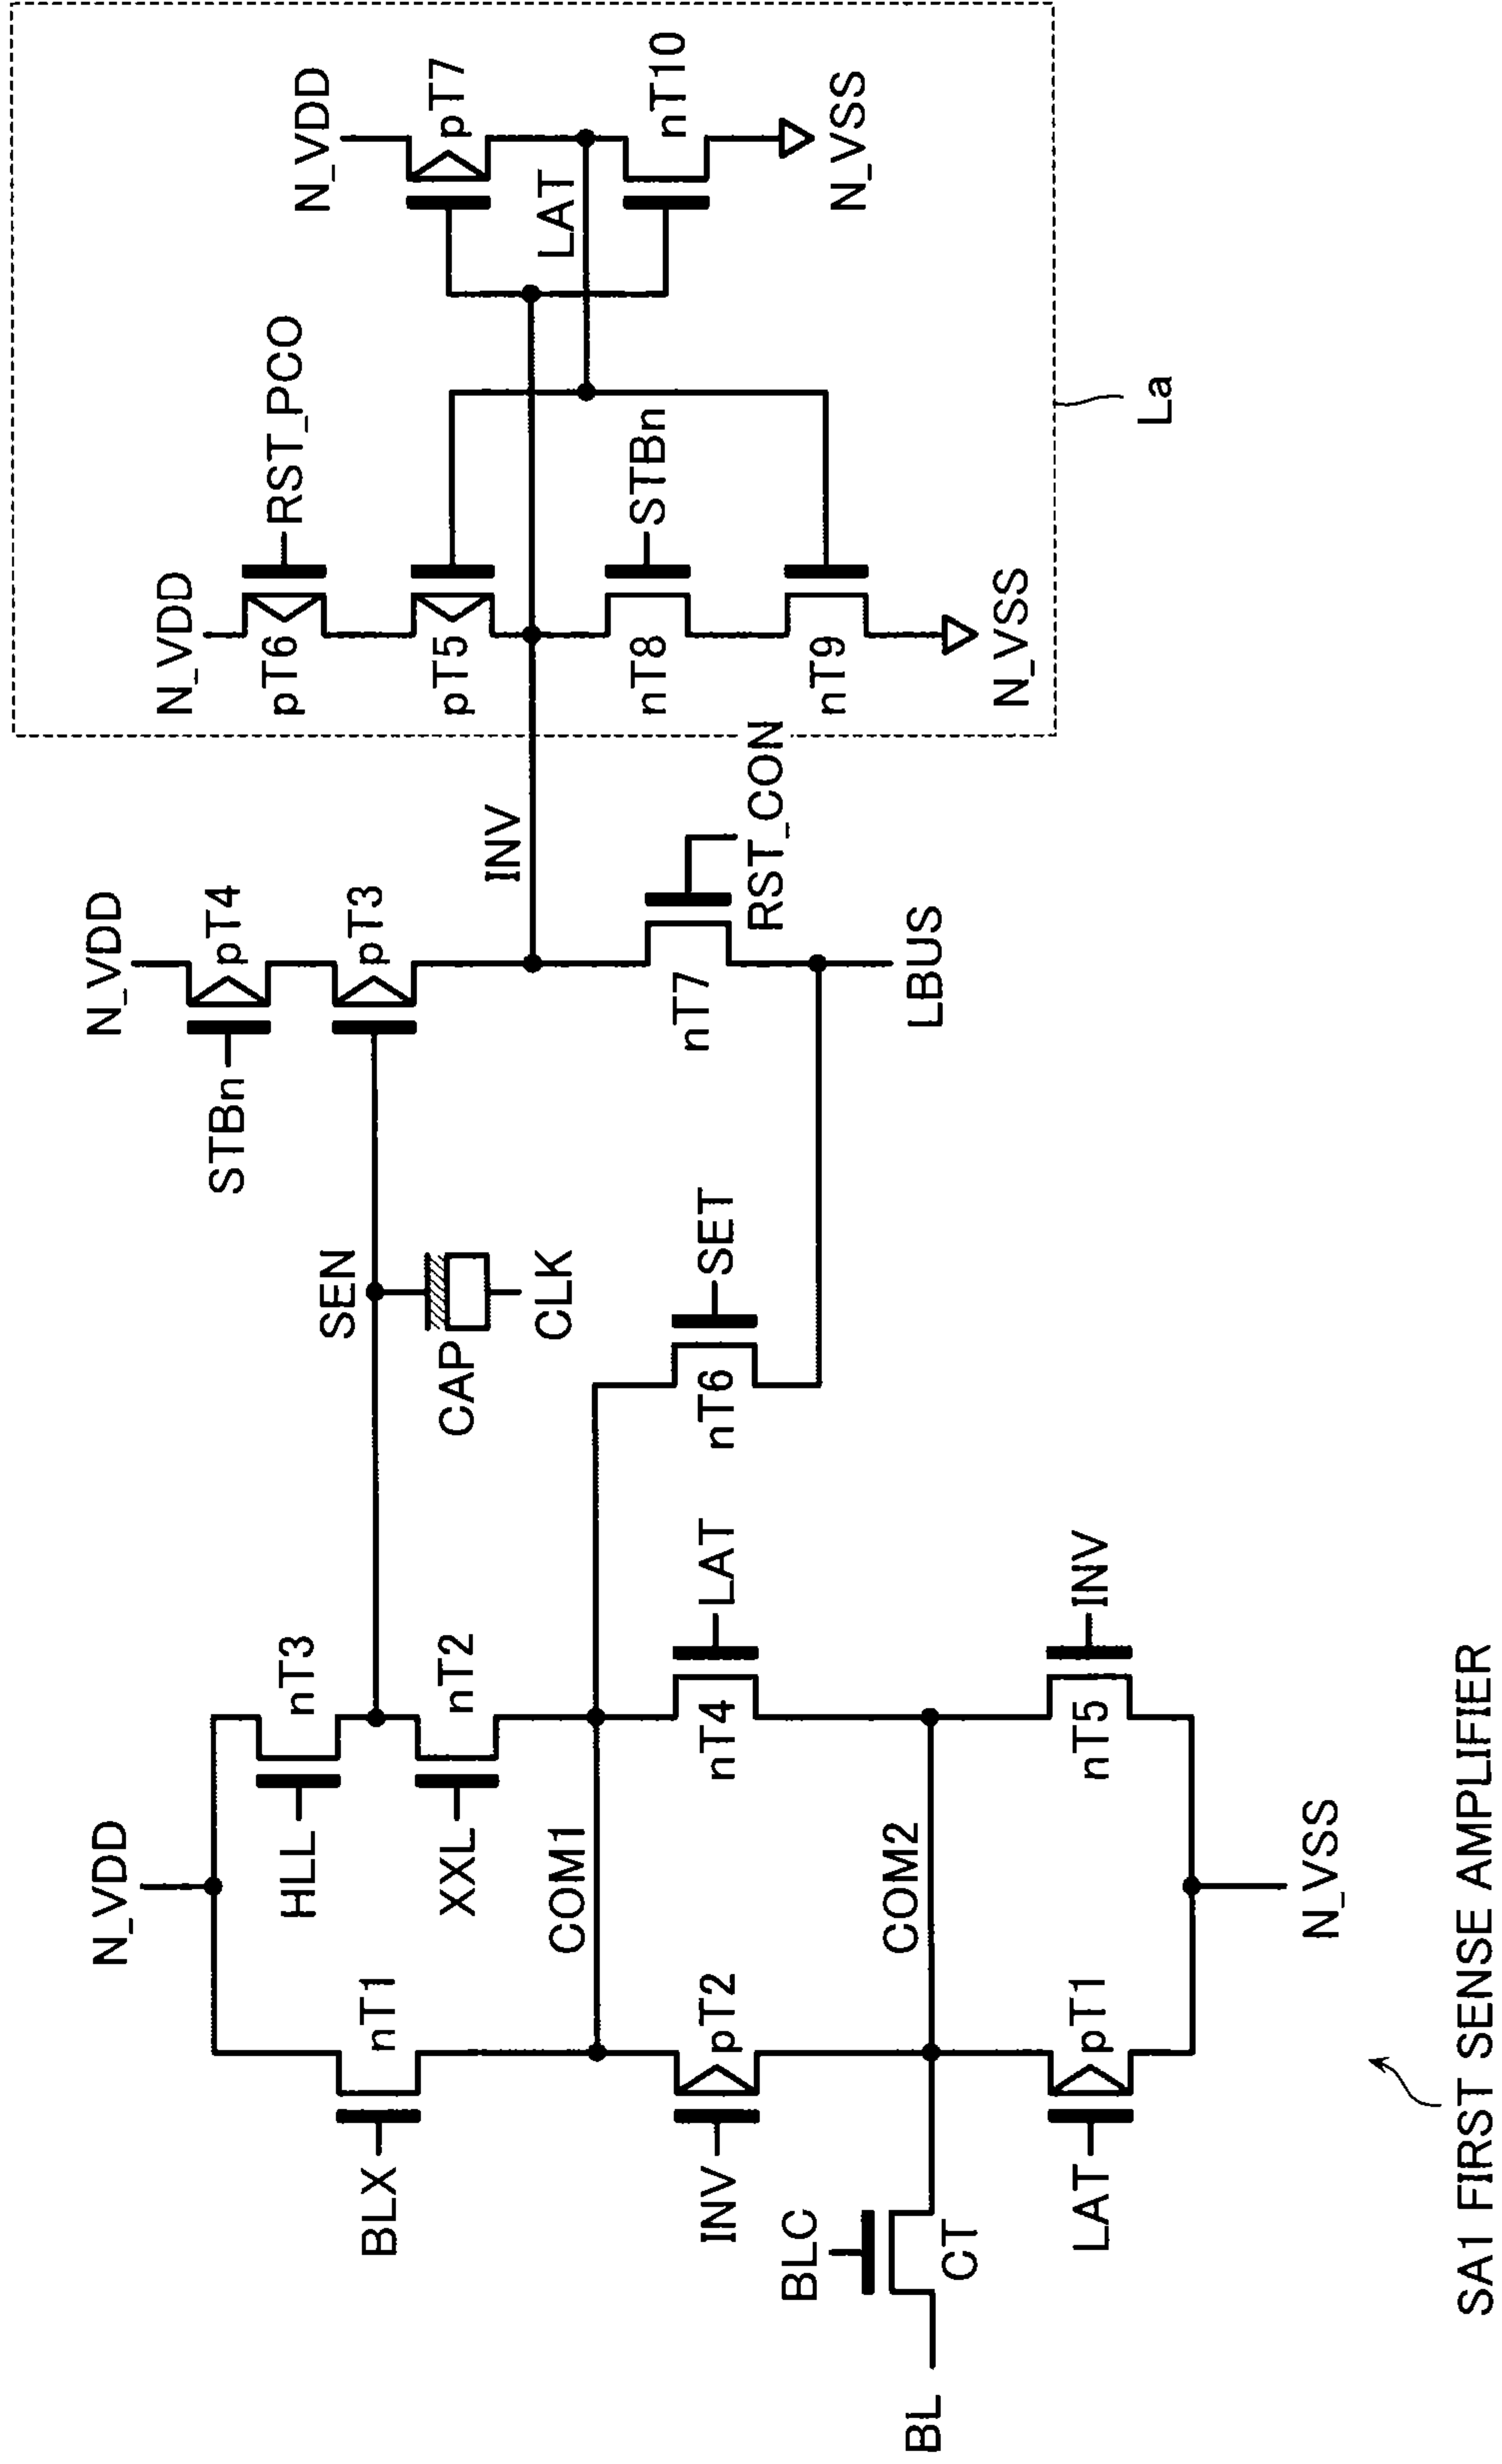 N_VDD
BLX
nT1
HLL
nT3
XXL
nT2
COM1
INV
pT2
LAT
nT4
BLC
BL
CT
COM2
LAT
pT1
INV
nT5
N_VSS
SEN
CAP
CLK
SET
nT6
N_VDD
STBn
pT4
pT3
INV
nT7
RST_CON
LBUS
N_VDD
RST_PCO
pT6
pT5
STBn
nT8
nT9
N_VSS
N_VDD
pT7
LAT
nT10
N_VSS
La
SA1 FIRST SENSE AMPLIFIER